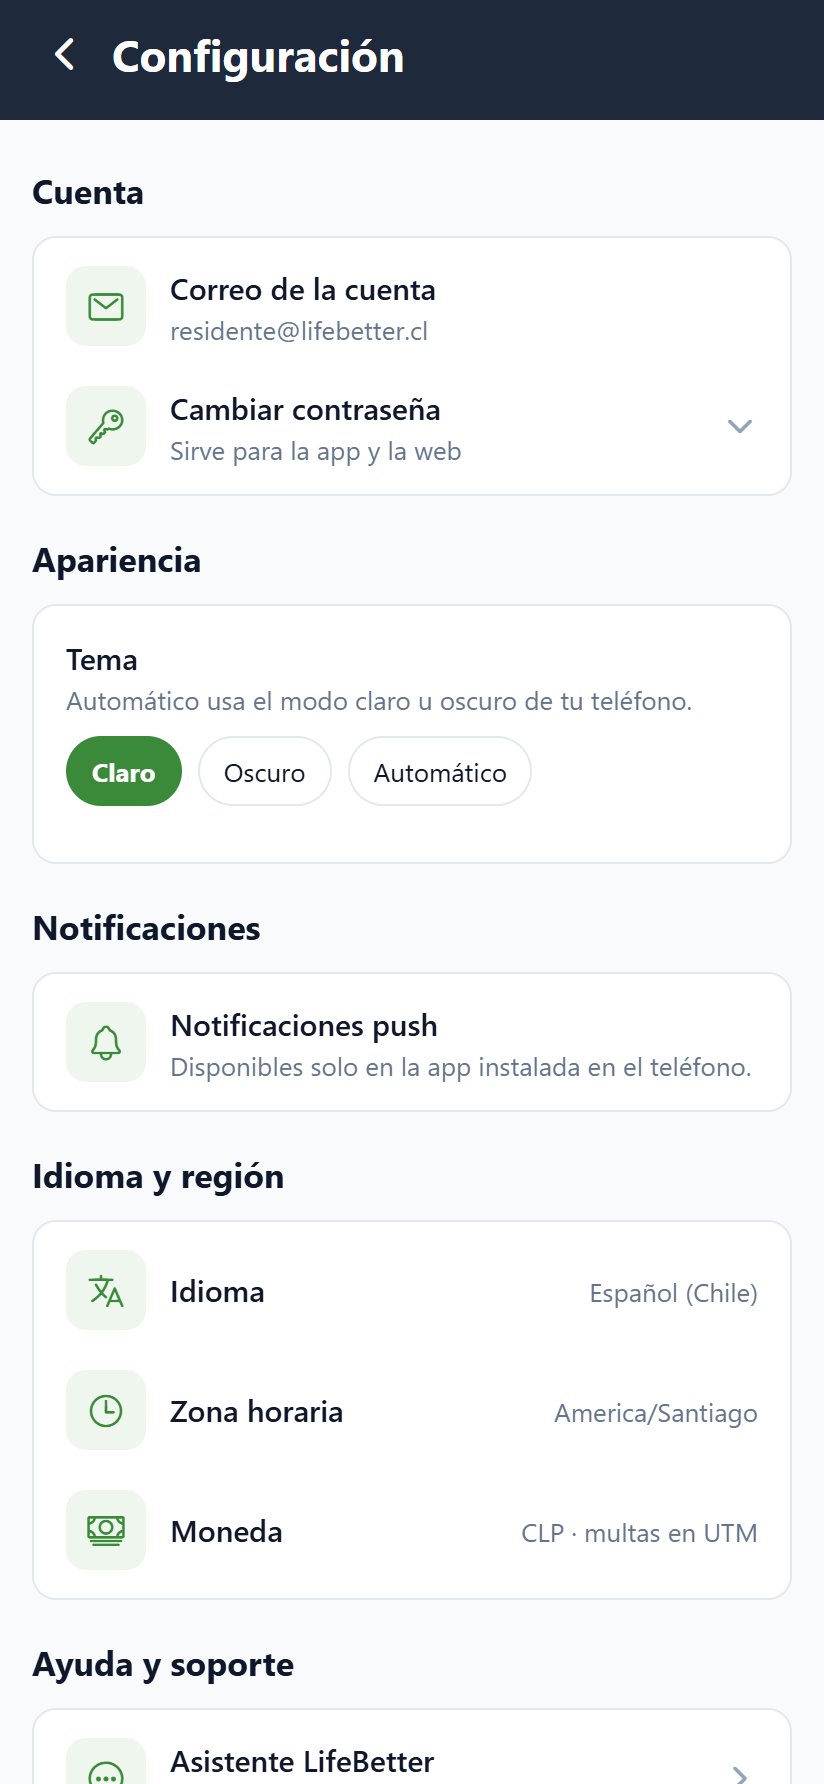 Configuración
Cuenta
Correo de la cuenta
residente@lifebetter.cl
Cambiar contraseña
Sirve para la app y la web
Apariencia
Tema
Automático usa el modo claro u oscuro de tu teléfono.
Claro
Oscuro
Automático
Notificaciones
Notificaciones push
Disponibles solo en la app instalada en el teléfono.
Idioma y región
Idioma
Español (Chile)
Zona horaria
America/Santiago
Moneda
CLP · multas en UTM
Ayuda y soporte
Asistente LifeBetter